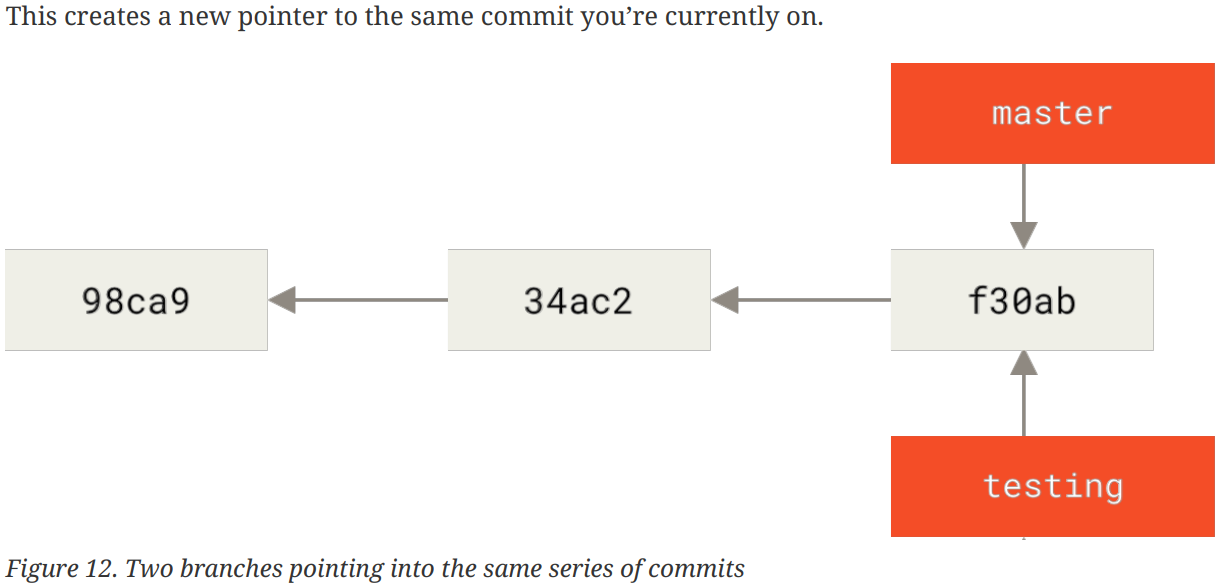 This creates a new pointer to the same commit you’re currently on.
master
98ca9
34ac2
f30ab
testing
Figure 12. Two branches pointing into the same series of commits